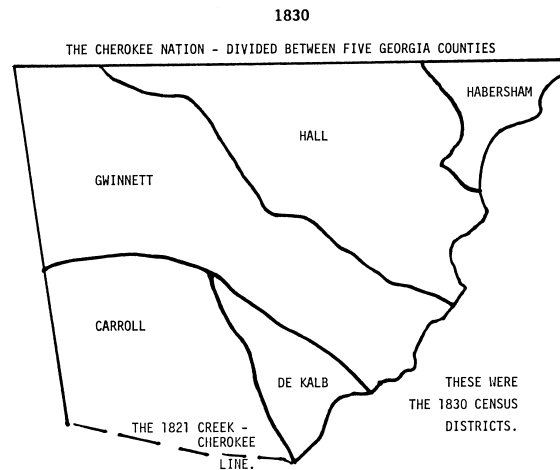 1830
THE CHEROKEE NATION - DIVIDED BETWEEN FIVE GEORGIA COUNTIES
HABERSHAM
HALL
GWINNETT
CARROLL
DE KALB
THESE WERE
THE 1830 CENSUS
DISTRICTS.
THE 1821 CREEK -
CHEROKEE
LINE.